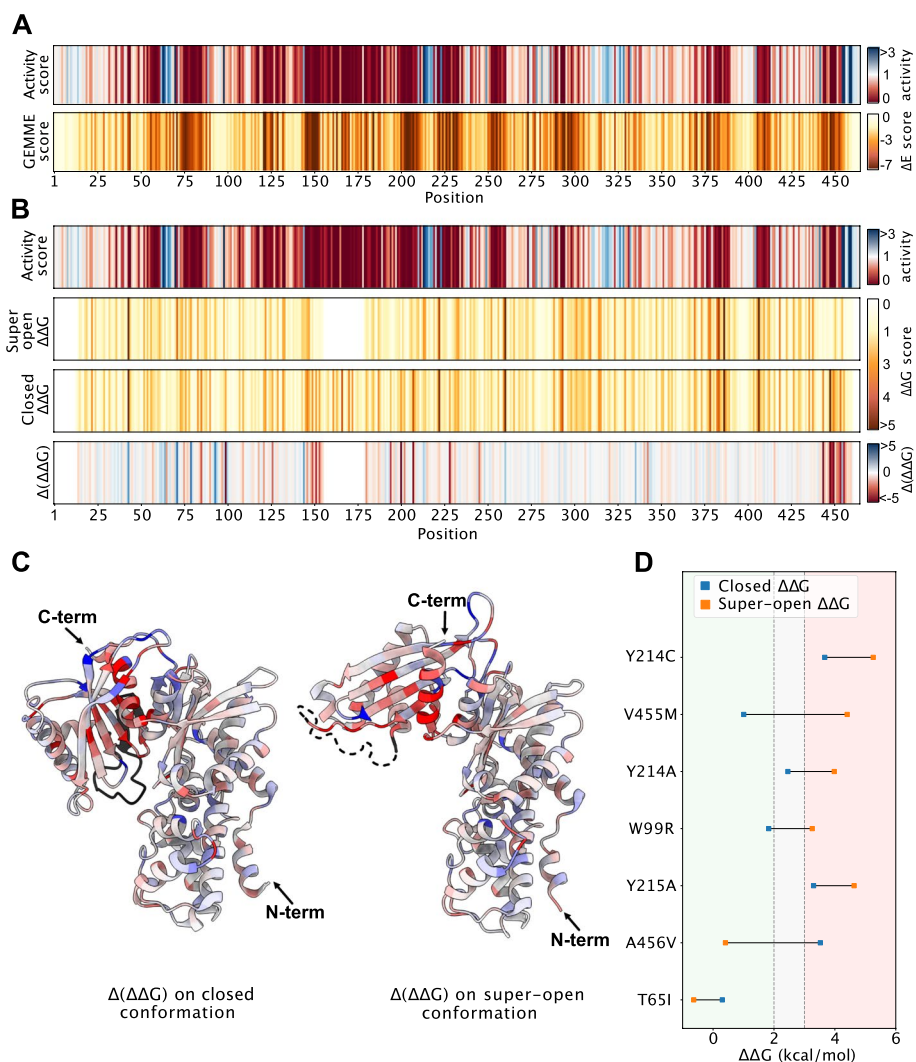 A
Activity
score
>3
1
0
activity
GEMME
score
0
-3
-7
ΔE score
1 25 50 75 100 125 150 175 200 225 250 275 300 325 350 375 400 425 450
Position
B
Activity
score
>3
1
0
activity
Super
open
ΔΔG
Closed
ΔΔG
0
1
3
4
>5
ΔΔG score
Δ(ΔΔG)
>5
0
<-5
Δ(ΔΔG)
1 25 50 75 100 125 150 175 200 225 250 275 300 325 350 375 400 425 450
Position
C
C-term
N-term
Δ(ΔΔG) on closed
conformation
C-term
N-term
Δ(ΔΔG) on super-open
conformation
D
Closed ΔΔG
Super-open ΔΔG
Y214C
V455M
Y214A
W99R
Y215A
A456V
T65I
0 2 4 6
ΔΔG (kcal/mol)